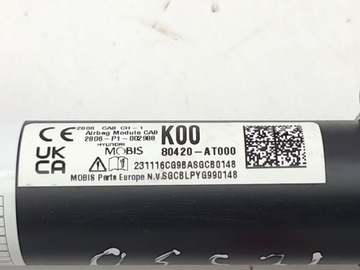 CE 2806 CAB CH-1
Airbag Module CAB
2806-P1-002988
K00
HYUNDAI MOBIS
80420-AT000
UK CA
231116CG9BASGCB0148
MOBIS Parts Europe N.V. SGCBLPYG990148